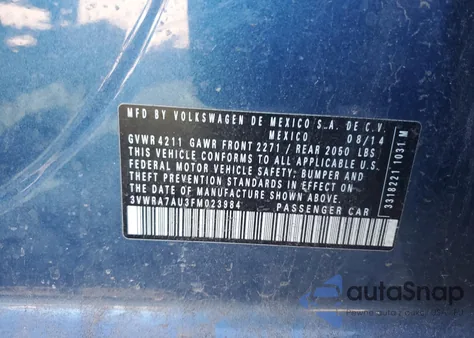 MFD BY VOLKSWAGEN DE MEXICO S.A. DE C.V.
MEXICO 08/14
GVWR 4211 GAWR FRONT 2271 / REAR 2050 LBS
THIS VEHICLE CONFORMS TO ALL APPLICABLE U.S.
FEDERAL MOTOR VEHICLE SAFETY; BUMPER AND
THEFT PREVENTION STANDARDS IN EFFECT ON
THE DATE OF MANUFACTURE SHOWN ABOVE.
3VWRA7AU3FM023984
PASSENGER CAR
3318221 1031 M
autoSnap
Pewne auto z